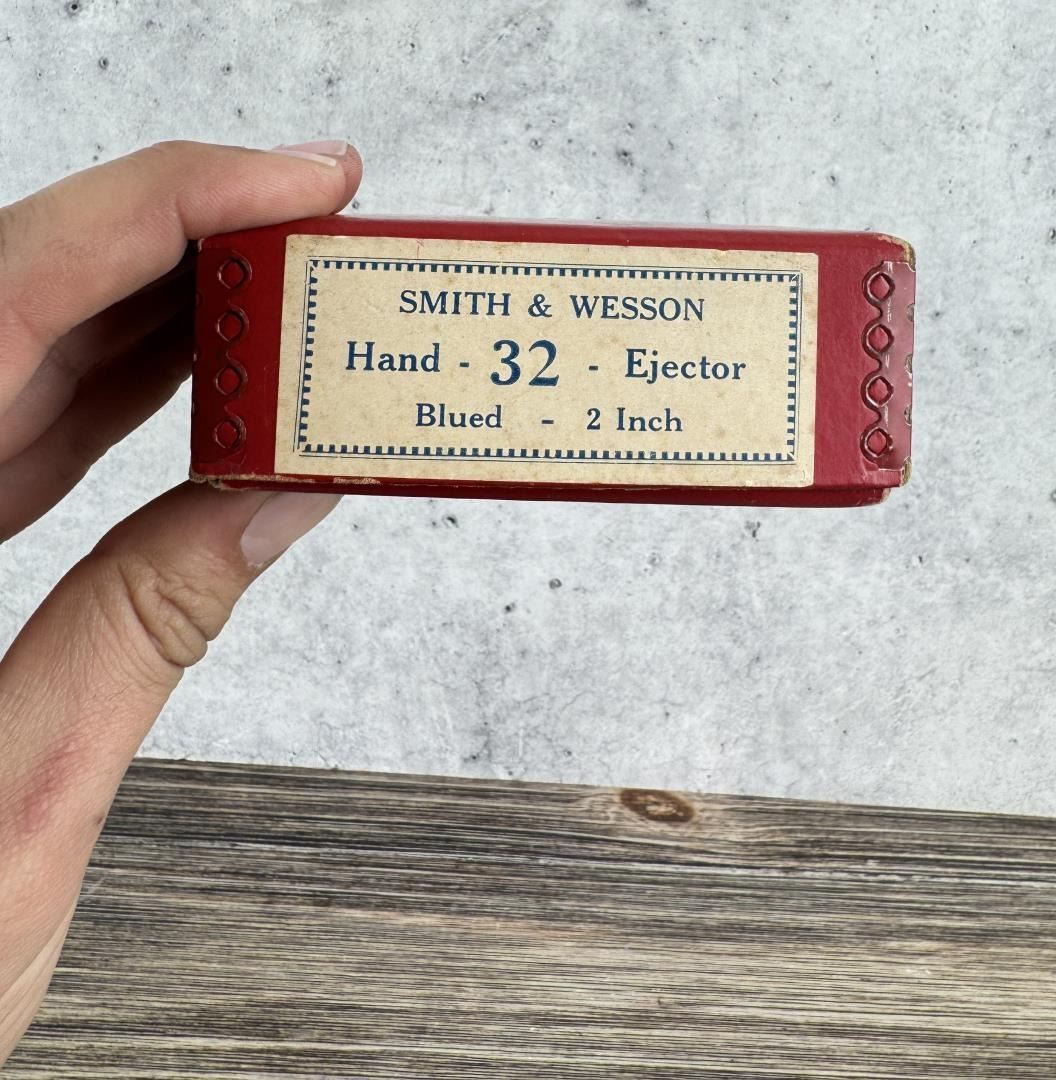 SMITH & WESSON
Hand - 32 - Ejector
Blued - 2 Inch